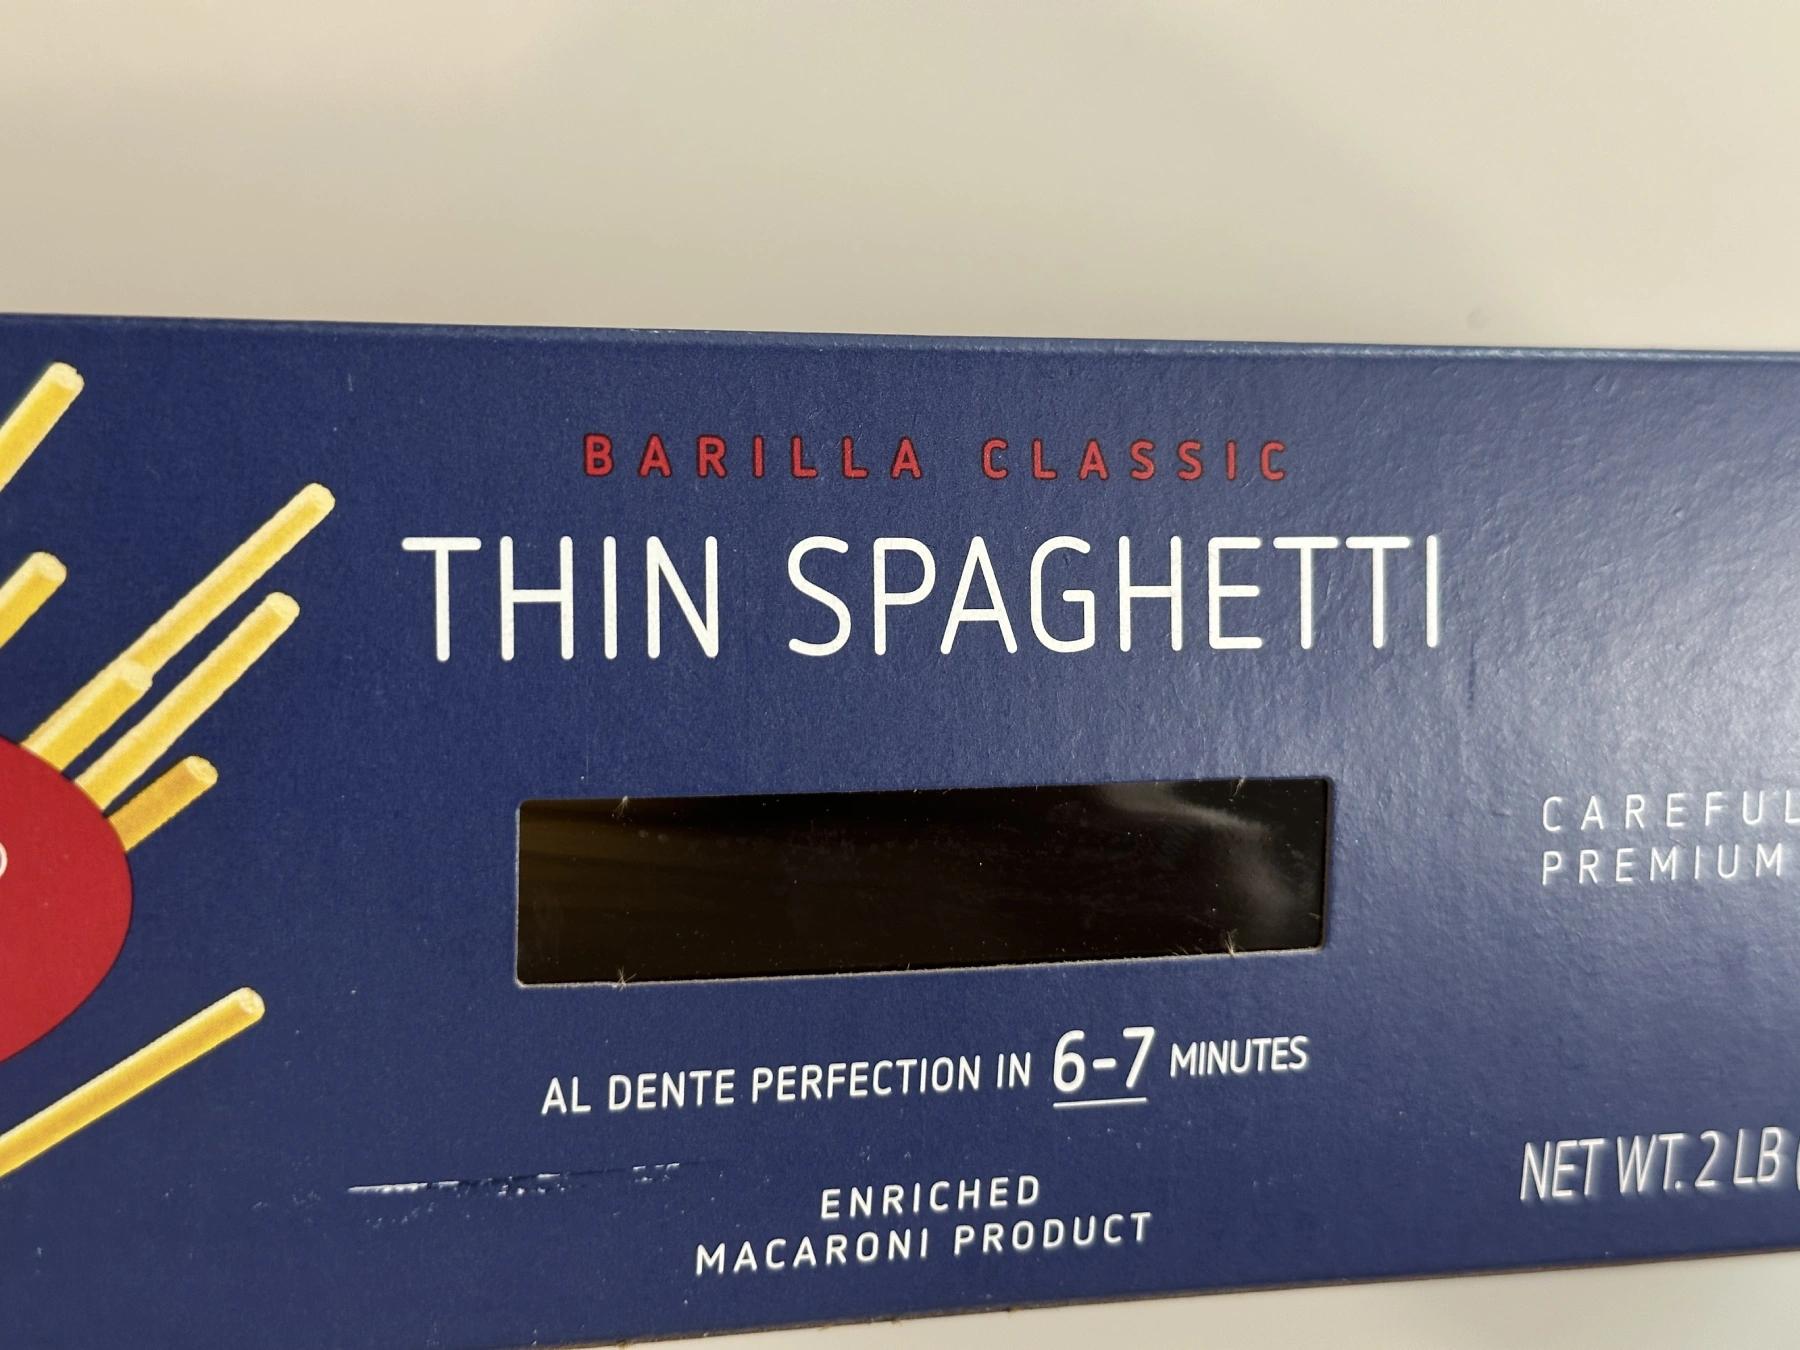 BARILLA CLASSIC
THIN SPAGHETTI
PREMIUM
AL DENTE PERFECTION IN 6-7 MINUTES
NET WT. 2 LB
ENRICHED
MACARONI PRODUCT